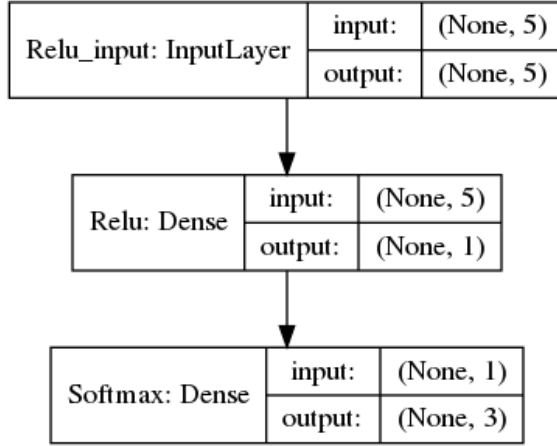 Relu_input: InputLayer
input: (None, 5)
output: (None, 5)
Relu: Dense
input: (None, 5)
output: (None, 1)
Softmax: Dense
input: (None, 1)
output: (None, 3)